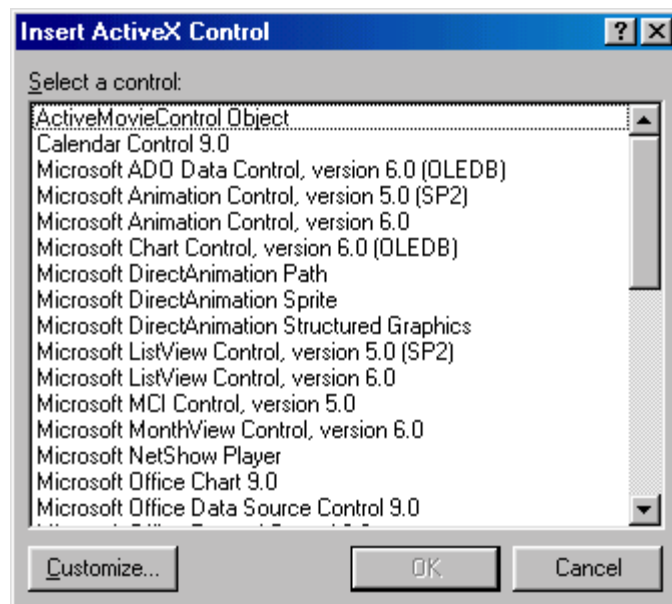 Insert ActiveX Control
Select a control:
ActiveMovieControl Object
Calendar Control 9.0
Microsoft ADO Data Control, version 6.0 (OLEDB)
Microsoft Animation Control, version 5.0 (SP2)
Microsoft Animation Control, version 6.0
Microsoft Chart Control, version 6.0 (OLEDB)
Microsoft DirectAnimation Path
Microsoft DirectAnimation Sprite
Microsoft DirectAnimation Structured Graphics
Microsoft ListView Control, version 5.0 (SP2)
Microsoft ListView Control, version 6.0
Microsoft MCI Control, version 5.0
Microsoft MonthView Control, version 6.0
Microsoft NetShow Player
Microsoft Office Chart 9.0
Microsoft Office Data Source Control 9.0
Customize... OK Cancel